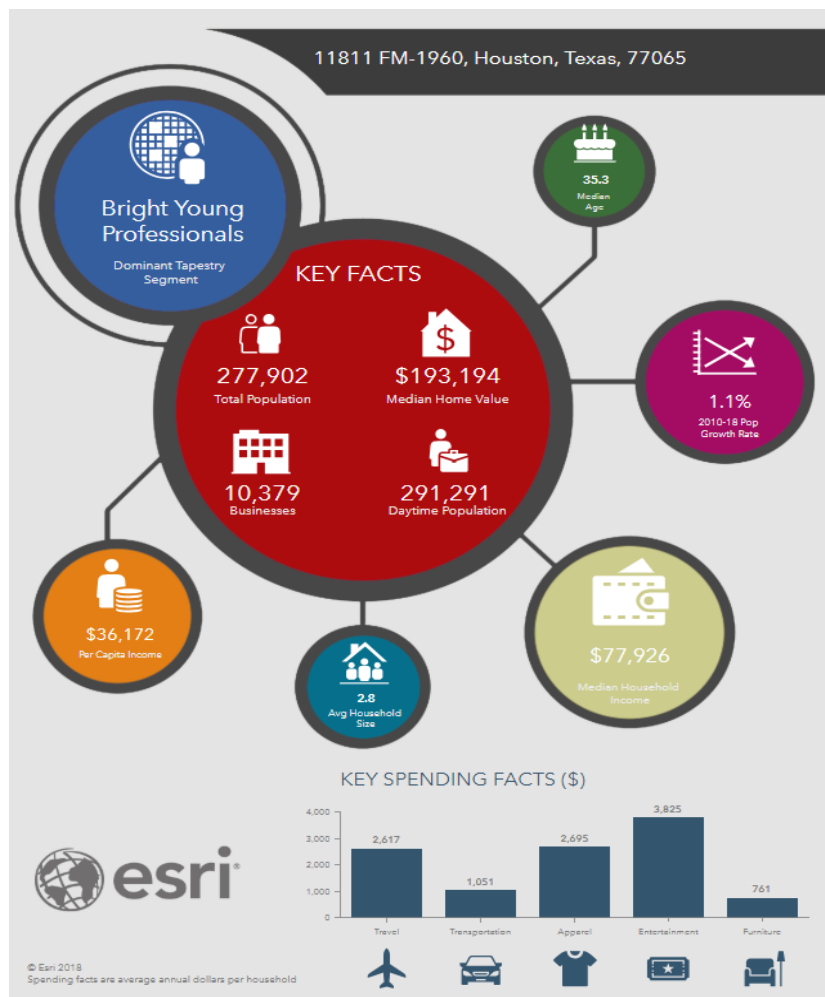 11811 FM-1960, Houston, Texas, 77065
Bright Young
Professionals
Dominant Tapestry
Segment
35.3
Median
Age
KEY FACTS
277,902
Total Population
$193,194
Median Home Value
10,379
Businesses
291,291
Daytime Population
1.1%
2010-18 Pop
Growth Rate
$36,172
Per Capita Income
2.8
Avg Household
Size
$77,926
Median Household
Income
KEY SPENDING FACTS ($)
4,000
3,000
2,000
1,000
0
2,617
1,051
2,695
3,825
761
Travel
Transportation
Apparel
Entertainment
Furniture
esri®
© Esri 2018
Spending facts are average annual dollars per household